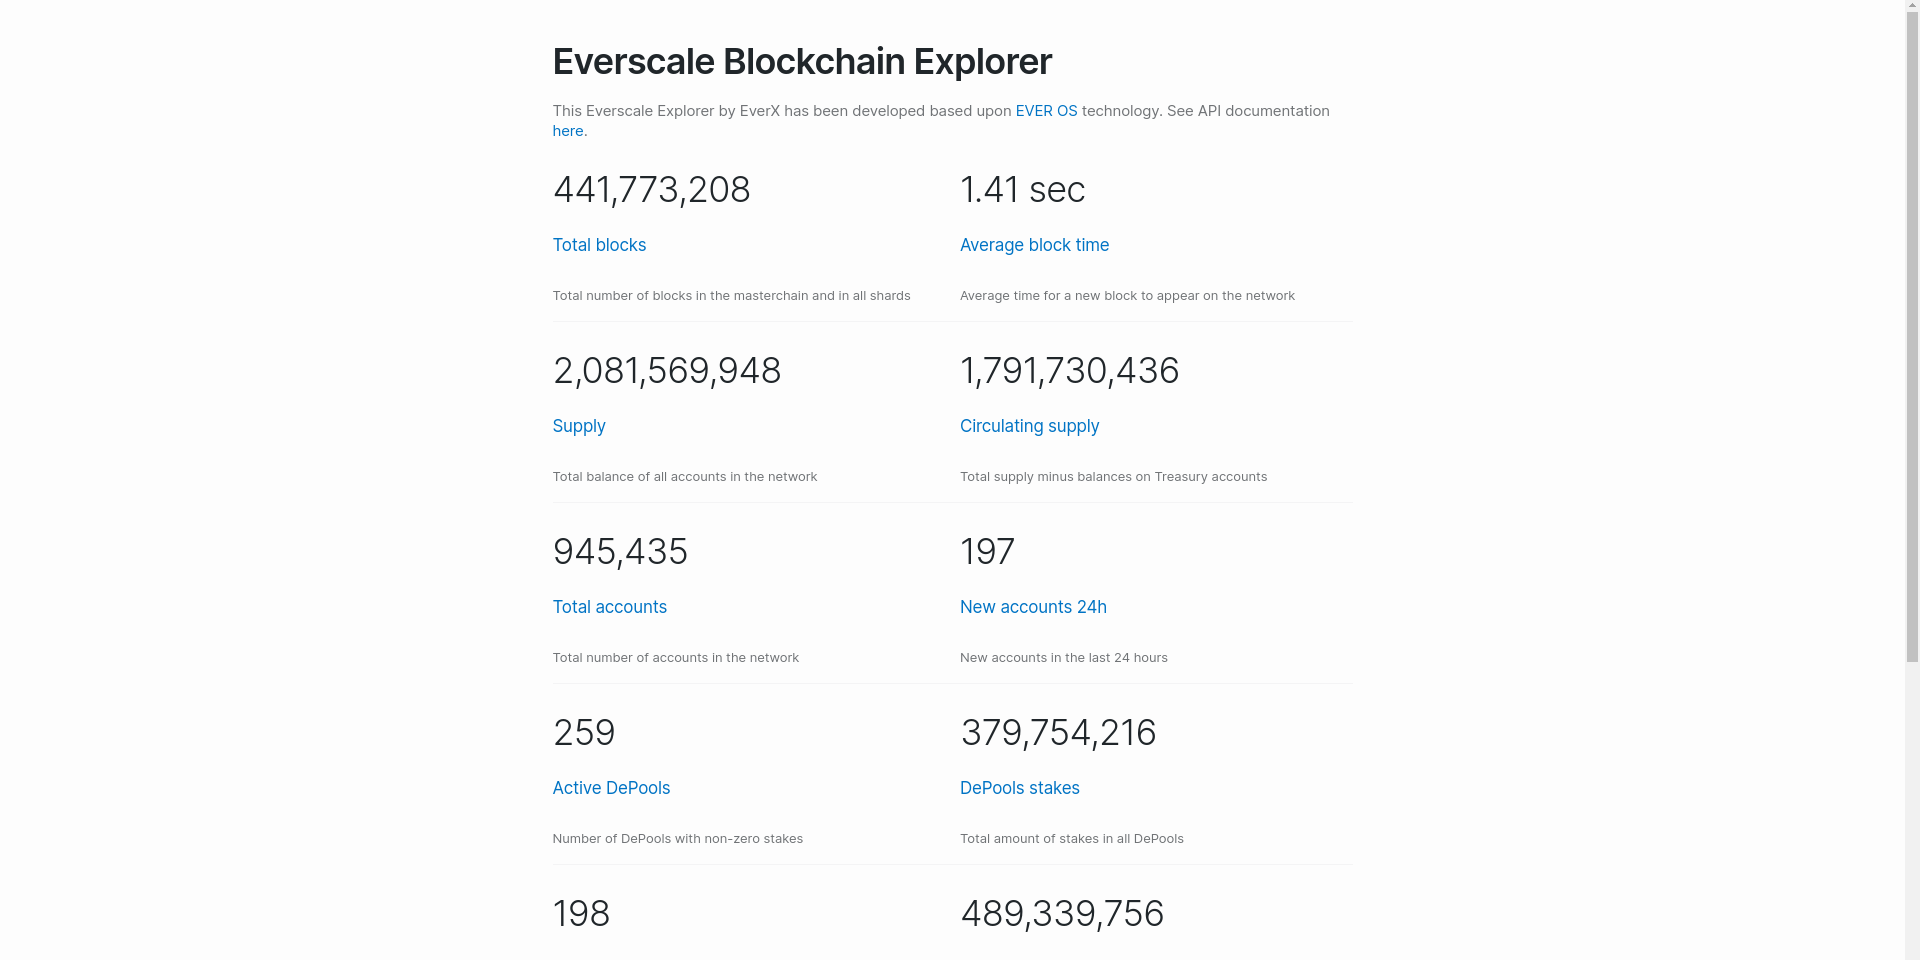 Everscale Blockchain Explorer
This Everscale Explorer by EverX has been developed based upon EVER OS technology. See API documentation
here.
441,773,208
1.41 sec
Total blocks
Average block time
Total number of blocks in the masterchain and in all shards
Average time for a new block to appear on the network
2,081,569,948
1,791,730,436
Supply
Circulating supply
Total balance of all accounts in the network
Total supply minus balances on Treasury accounts
945,435
197
Total accounts
New accounts 24h
Total number of accounts in the network
New accounts in the last 24 hours
259
379,754,216
Active DePools
DePools stakes
Number of DePools with non-zero stakes
Total amount of stakes in all DePools
198
489,339,756